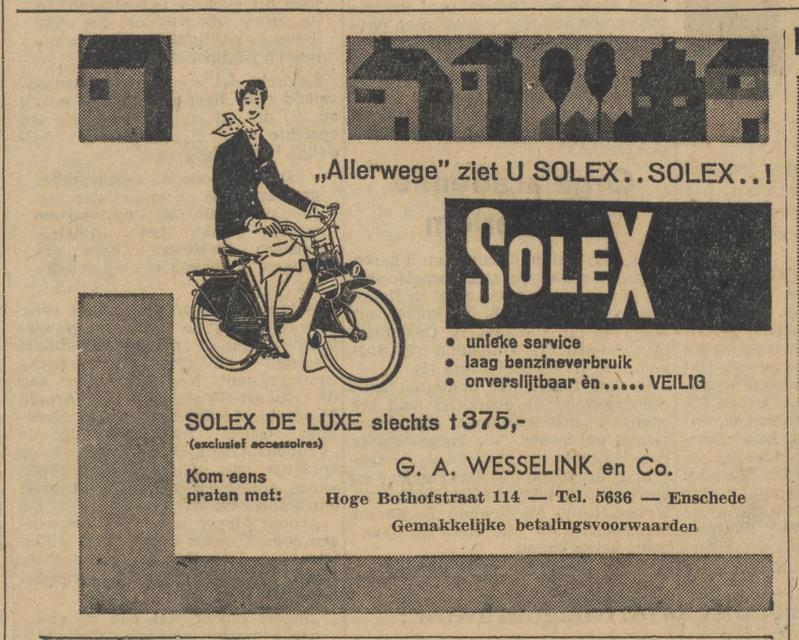 „Allerwege” ziet U SOLEX..SOLEX..!
SOLEX
• unieke service
• laag benzineverbruik
• onverslijtbaar èn..... VEILIG
SOLEX DE LUXE slechts f 375,-
(exclusief accessoires)
Kom eens
praten met:
G. A. WESSELINK en Co.
Hoge Bothofstraat 114 — Tel. 5636 — Enschede
Gemakkelijke betalingsvoorwaarden